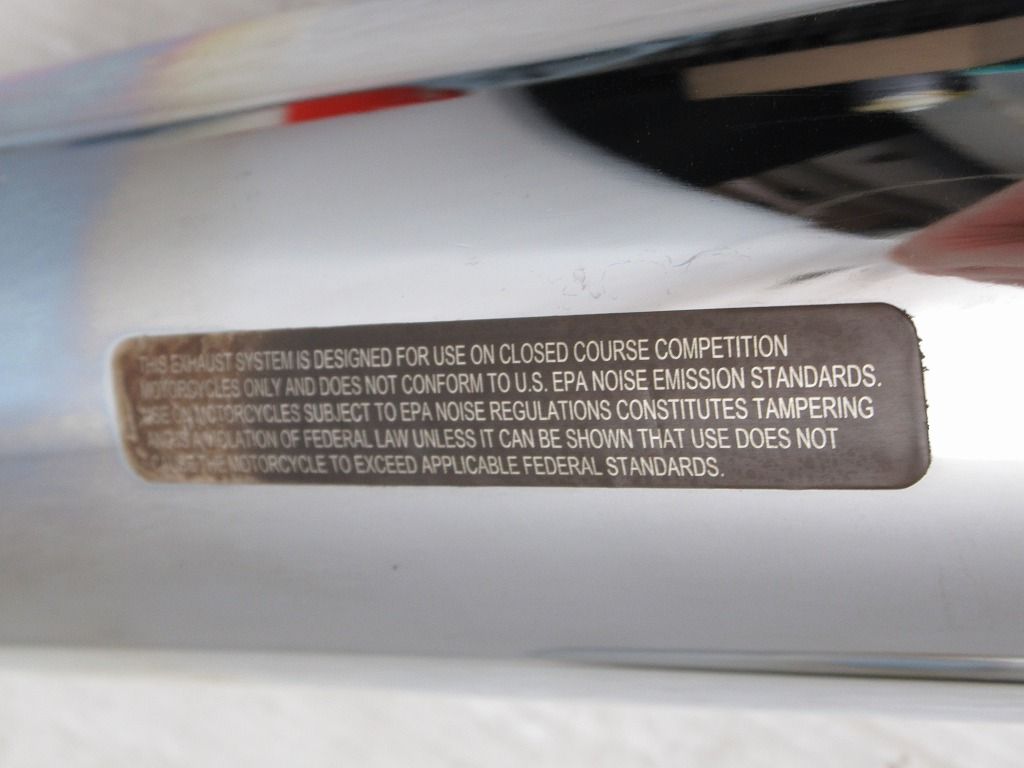 THIS EXHAUST SYSTEM IS DESIGNED FOR USE ON CLOSED COURSE COMPETITION
MOTORCYCLES ONLY AND DOES NOT CONFORM TO U.S. EPA NOISE EMISSION STANDARDS.
USE ON MOTORCYCLES SUBJECT TO EPA NOISE REGULATIONS CONSTITUTES TAMPERING
AND IS A VIOLATION OF FEDERAL LAW UNLESS IT CAN BE SHOWN THAT USE DOES NOT
CAUSE THE MOTORCYCLE TO EXCEED APPLICABLE FEDERAL STANDARDS.